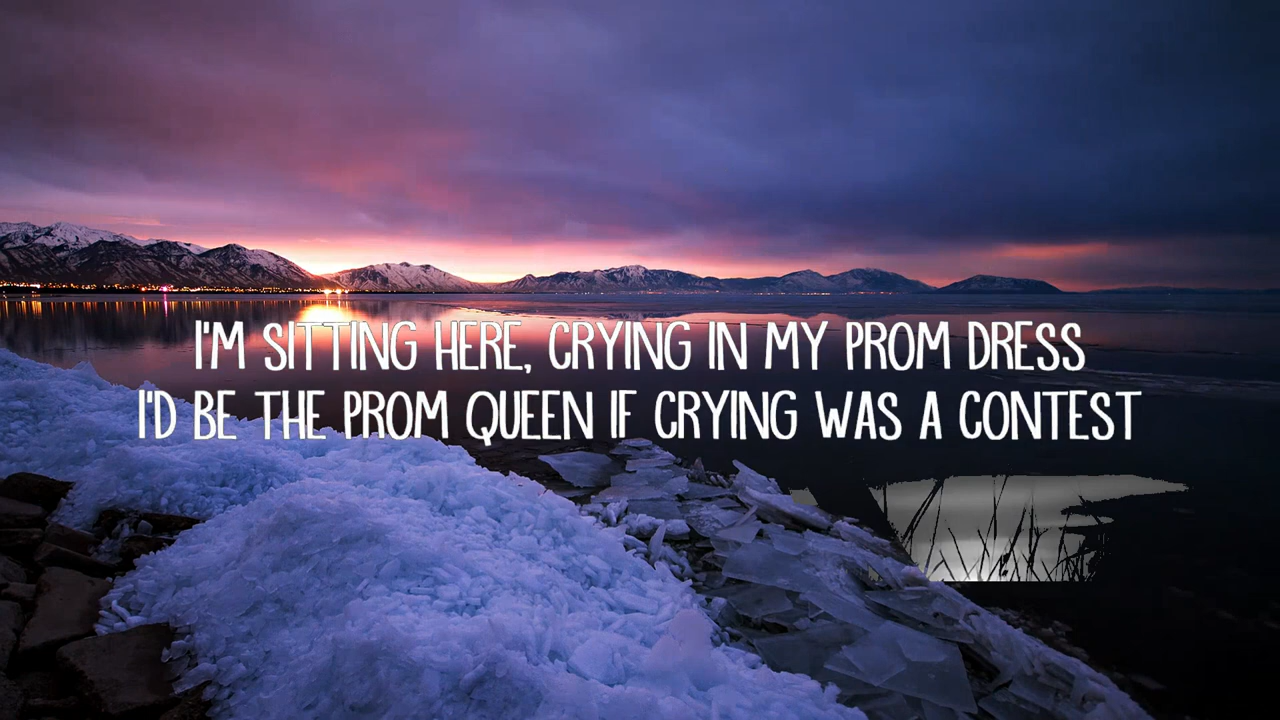 I'M SITTING HERE, CRYING IN MY PROM DRESS
I'D BE THE PROM QUEEN IF CRYING WAS A CONTEST